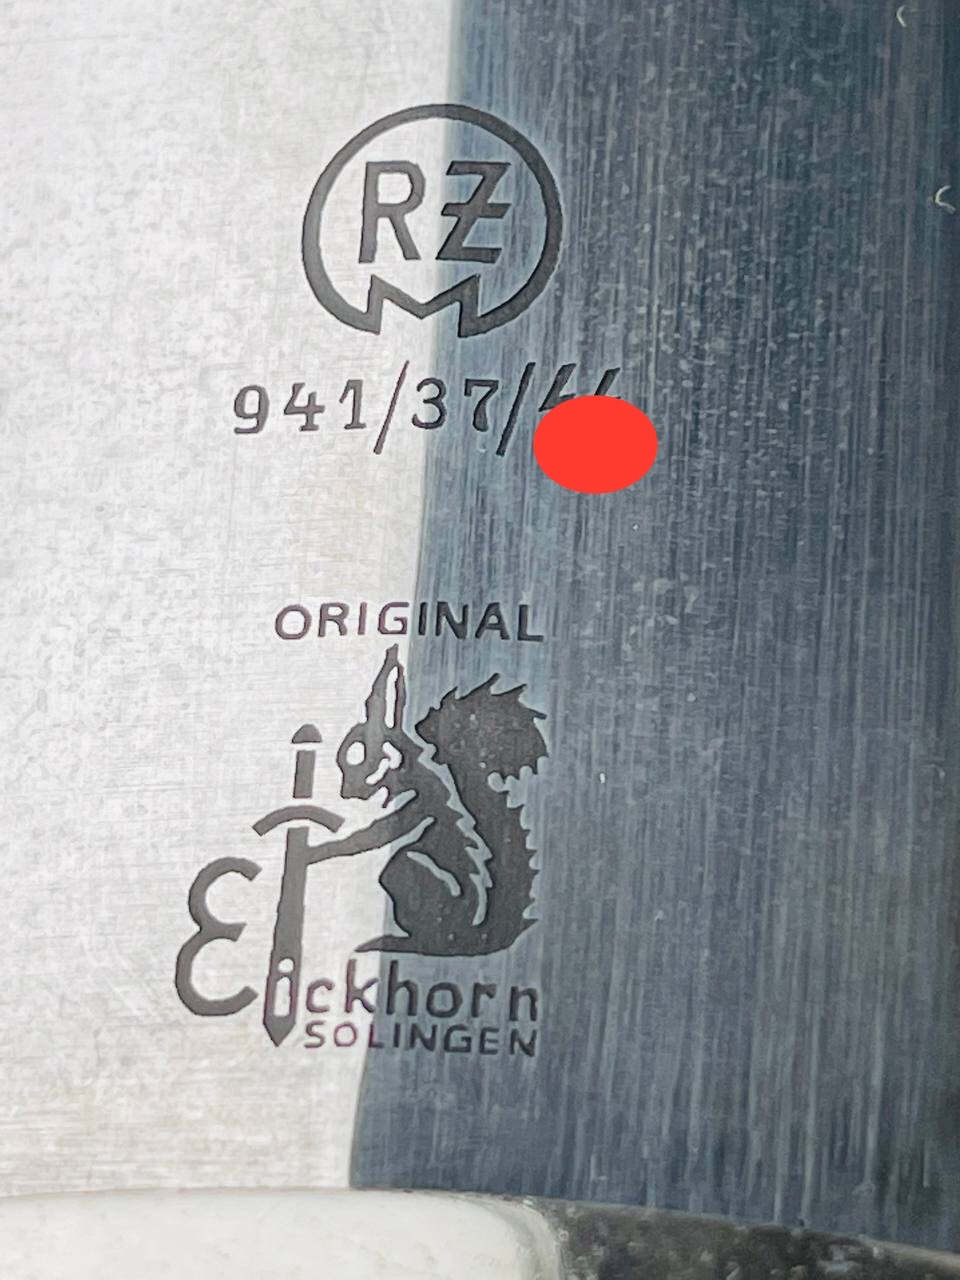 RZM
941/37/
ORIGINAL
Eickhorn
SOLINGEN